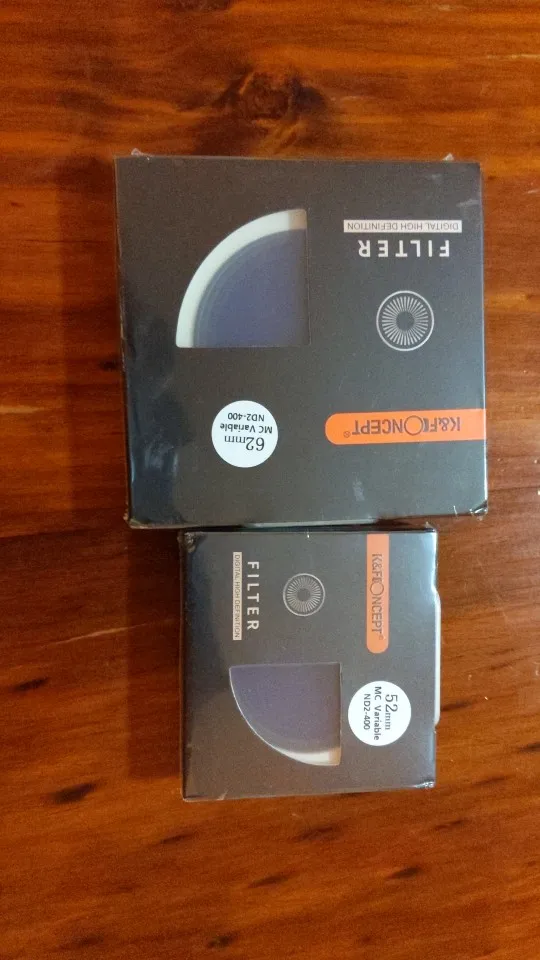 K&F CONCEPT®
FILTER
DIGITAL HIGH DEFINITION
62mm
MC Variable
ND2-400
K&F CONCEPT®
FILTER
DIGITAL HIGH DEFINITION
52mm
MC Variable
ND2-400